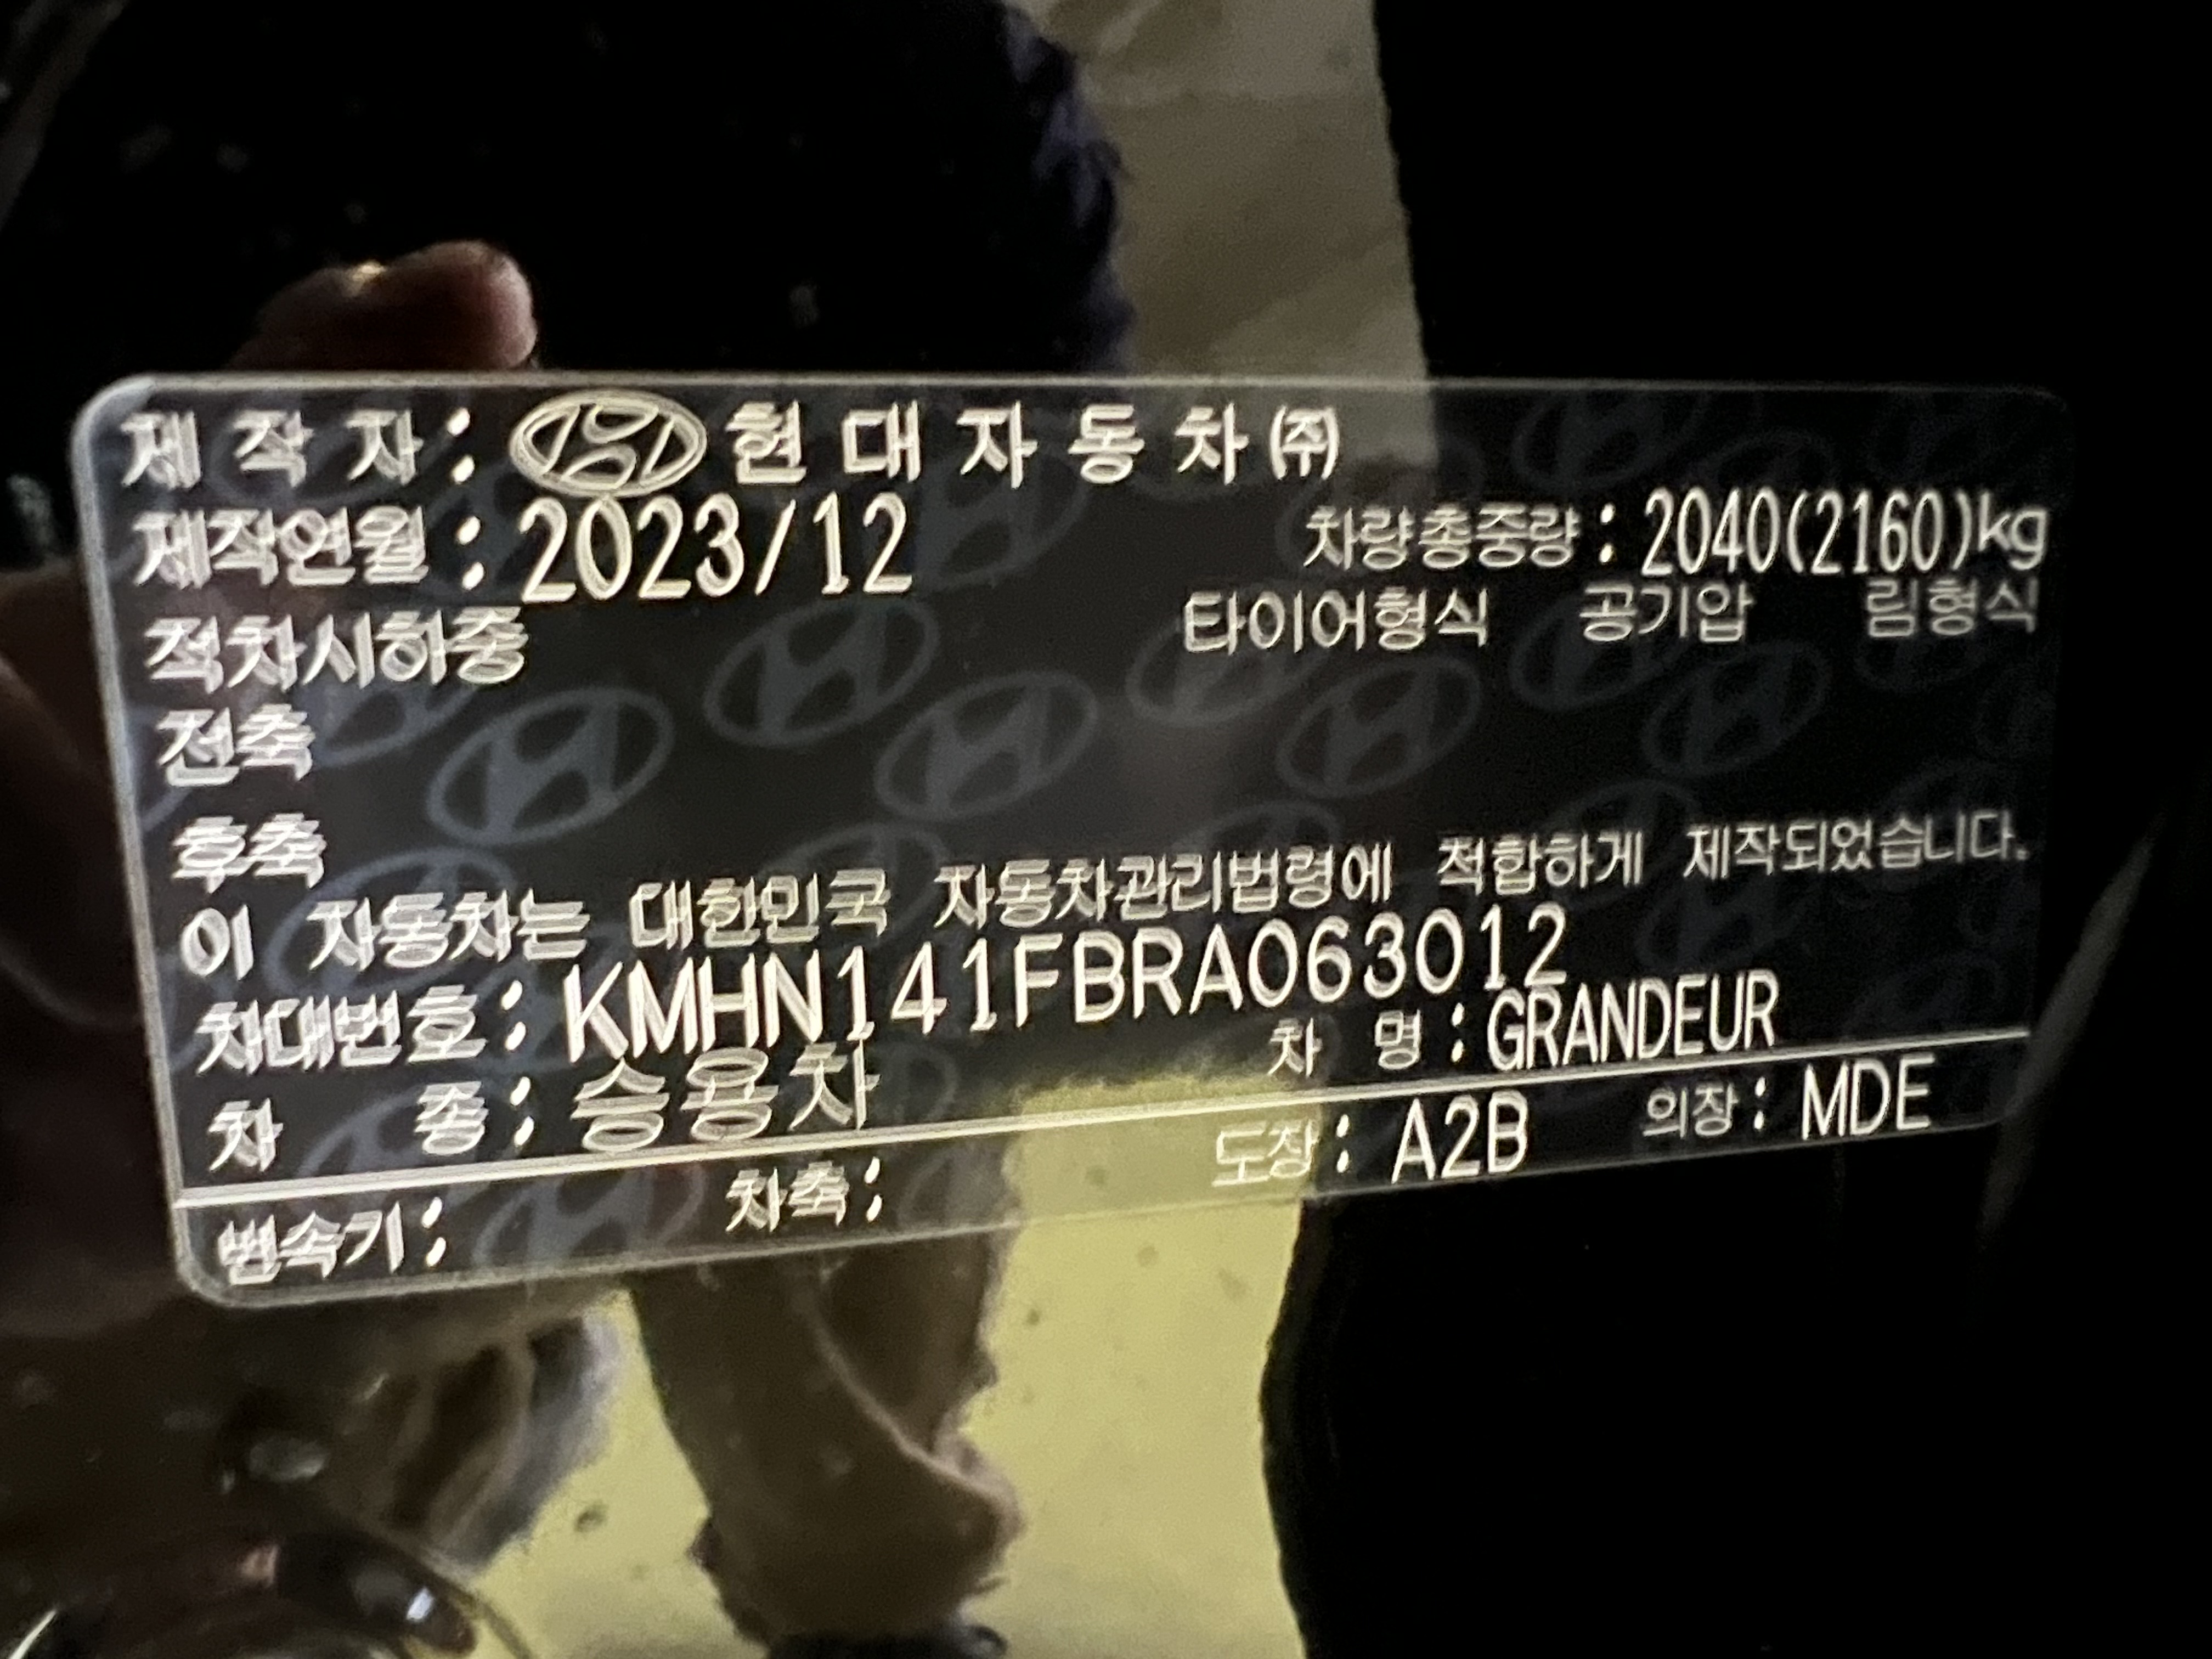 제 작 자 : 현 대 자 동 차 ㈜
제작연월 : 2023/12 차량총중량 : 2040(2160)kg
적차시하중 타이어형식 공기압 림형식
전축
후축
이 자동차는 대한민국 자동차관리법령에 적합하게 제작되었습니다.
차대번호 : KMHN141FBRA063012
차 종 : 승용차 차 명 : GRANDEUR
변속기 : 차축 : 도장 : A2B 의장 : MDE